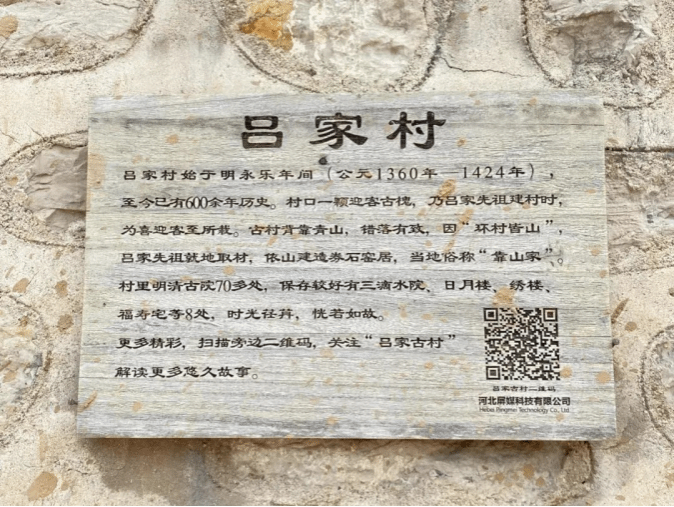 吕家村
吕家村始于明永乐年间（公元1360年—1424年），
至今已有600余年历史。村口一颗迎客古槐，乃吕家先祖建村时，
为喜迎客至所栽。古村背靠青山，错落有致，因“环村皆山”，
吕家先祖就地取材，依山建造券石窑居，当地俗称“靠山家”。
村里明清古院70多处，保存较好有三滴水院、日月楼、绣楼、
福寿宅等8处，时光荏苒，恍若如故。
更多精彩，扫描旁边二维码，关注“吕家古村”
解读更多悠久故事。
吕家古村二维码
河北屏媒科技有限公司
Hebei Pingmei Technology Co., Ltd